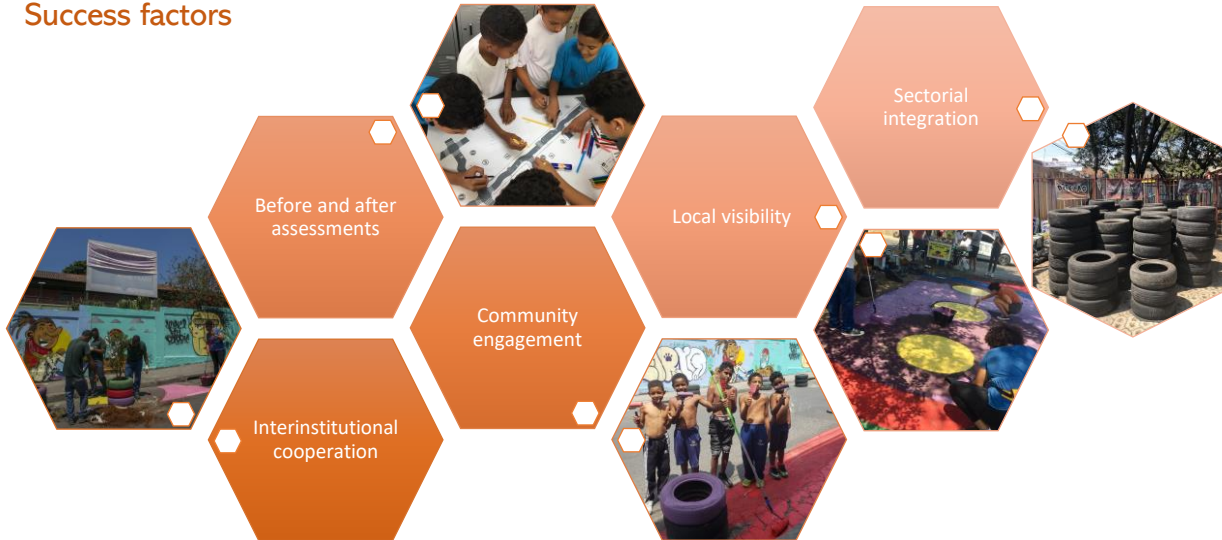 Success factors
Sectorial
integration
Before and after
assessments
Local visibility
Community
engagement
Interinstitutional
cooperation